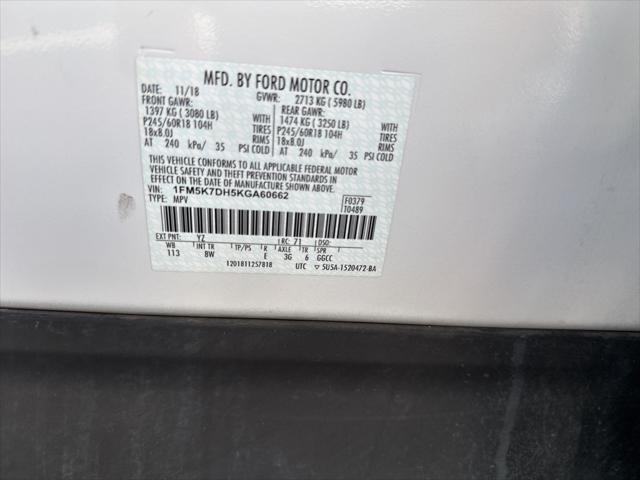 MFD. BY FORD MOTOR CO.
DATE: 11/18 GVWR: 2713 KG ( 5980 LB)
FRONT GAWR: REAR GAWR:
1397 KG ( 3080 LB) WITH 1474 KG ( 3250 LB) WITH
P245/60R18 104H TIRES P245/60R18 104H TIRES
18x8.0J RIMS 18x8.0J RIMS
AT 240 kPa/ 35 PSI COLD AT 240 kPa/ 35 PSI COLD
THIS VEHICLE CONFORMS TO ALL APPLICABLE FEDERAL MOTOR
VEHICLE SAFETY AND THEFT PREVENTION STANDARDS IN EFFECT
ON THE DATE OF MANUFACTURE SHOWN ABOVE.
VIN: 1FM5K7DH5KGA60662 F0379
TYPE: MPV T0489
EXT PNT: YZ RC: 71 DSO:
WB INT TR TP/PS R AXLE TR SPR
113 8W E 3G 6 GGCC
1201811257818 UTC ▽ 5U5A-1520472-BA